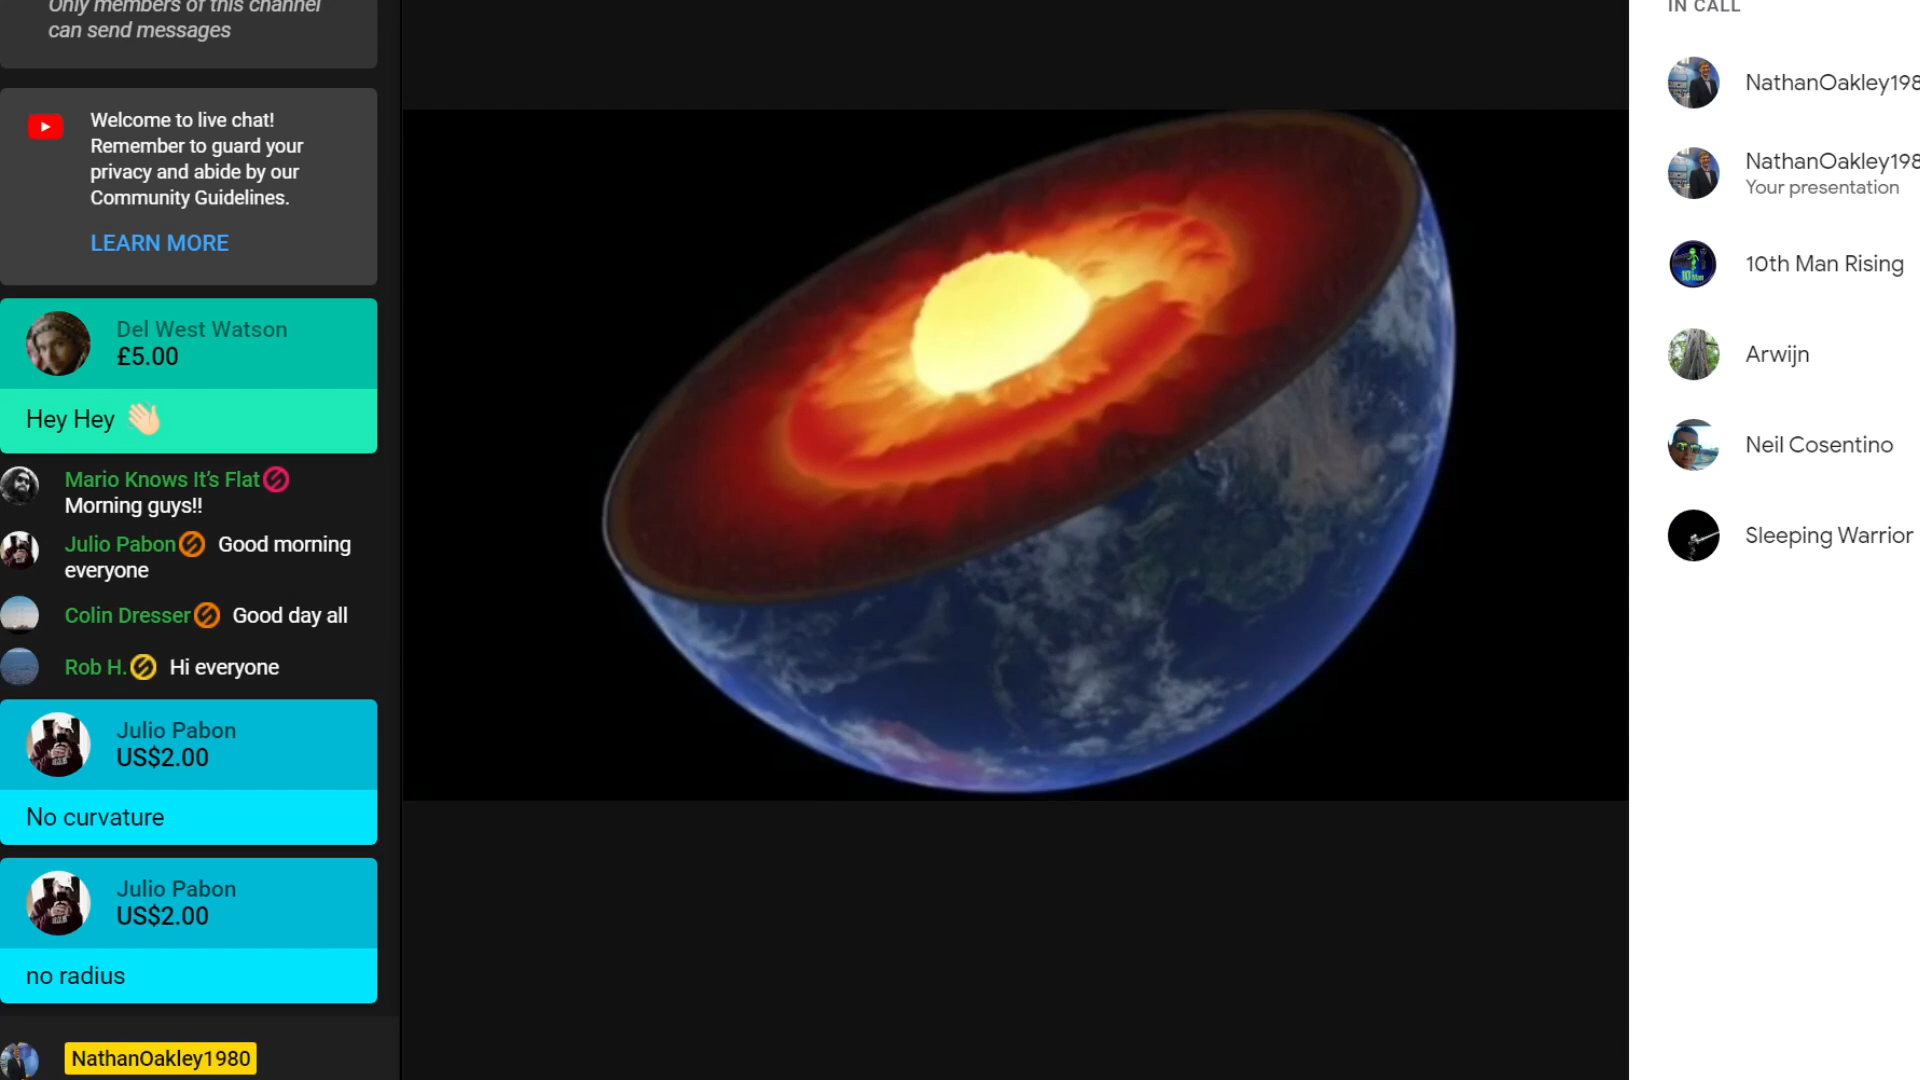 Only members of this channel
can send messages
Welcome to live chat!
Remember to guard your
privacy and abide by our
Community Guidelines.
LEARN MORE
Del West Watson
£5.00
Hey Hey 👋🏻
Mario Knows It’s Flat
Morning guys!!
Julio Pabon Good morning
everyone
Colin Dresser Good day all
Rob H. Hi everyone
Julio Pabon
US$2.00
No curvature
Julio Pabon
US$2.00
no radius
NathanOakley1980
IN CALL
NathanOakley198
NathanOakley198
Your presentation
10th Man Rising
Arwijn
Neil Cosentino
Sleeping Warrior